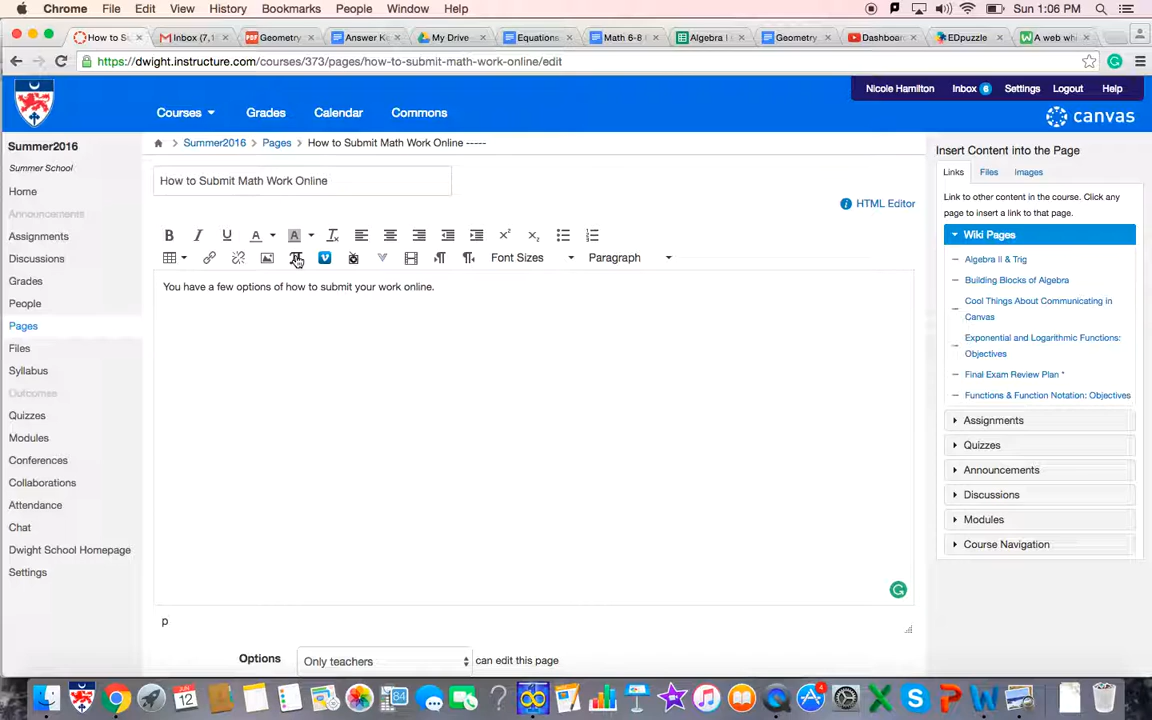 Chrome File Edit View History Bookmarks People Window Help Sun 1:06 PM
How to S Inbox (7,1 Geometry Answer Ke My Drive Equations Math 6-8 Algebra I Geometry Dashboar EDpuzzle A web wh
https://dwight.instructure.com/courses/373/pages/how-to-submit-math-work-online/edit
Nicole Hamilton Inbox 6 Settings Logout Help
Courses Grades Calendar Commons canvas
Summer2016
Summer School
Home
Announcements
Assignments
Discussions
Grades
People
Pages
Files
Syllabus
Outcomes
Quizzes
Modules
Conferences
Collaborations
Attendance
Chat
Dwight School Homepage
Settings
Summer2016 > Pages > How to Submit Math Work Online -----
How to Submit Math Work Online
HTML Editor
Font Sizes Paragraph
You have a few options of how to submit your work online.
p
Options Only teachers can edit this page
Insert Content into the Page
Links Files Images
Link to other content in the course. Click any
page to insert a link to that page.
Wiki Pages
Algebra II & Trig
Building Blocks of Algebra
Cool Things About Communicating in
Canvas
Exponential and Logarithmic Functions:
Objectives
Final Exam Review Plan *
Functions & Function Notation: Objectives
Assignments
Quizzes
Announcements
Discussions
Modules
Course Navigation